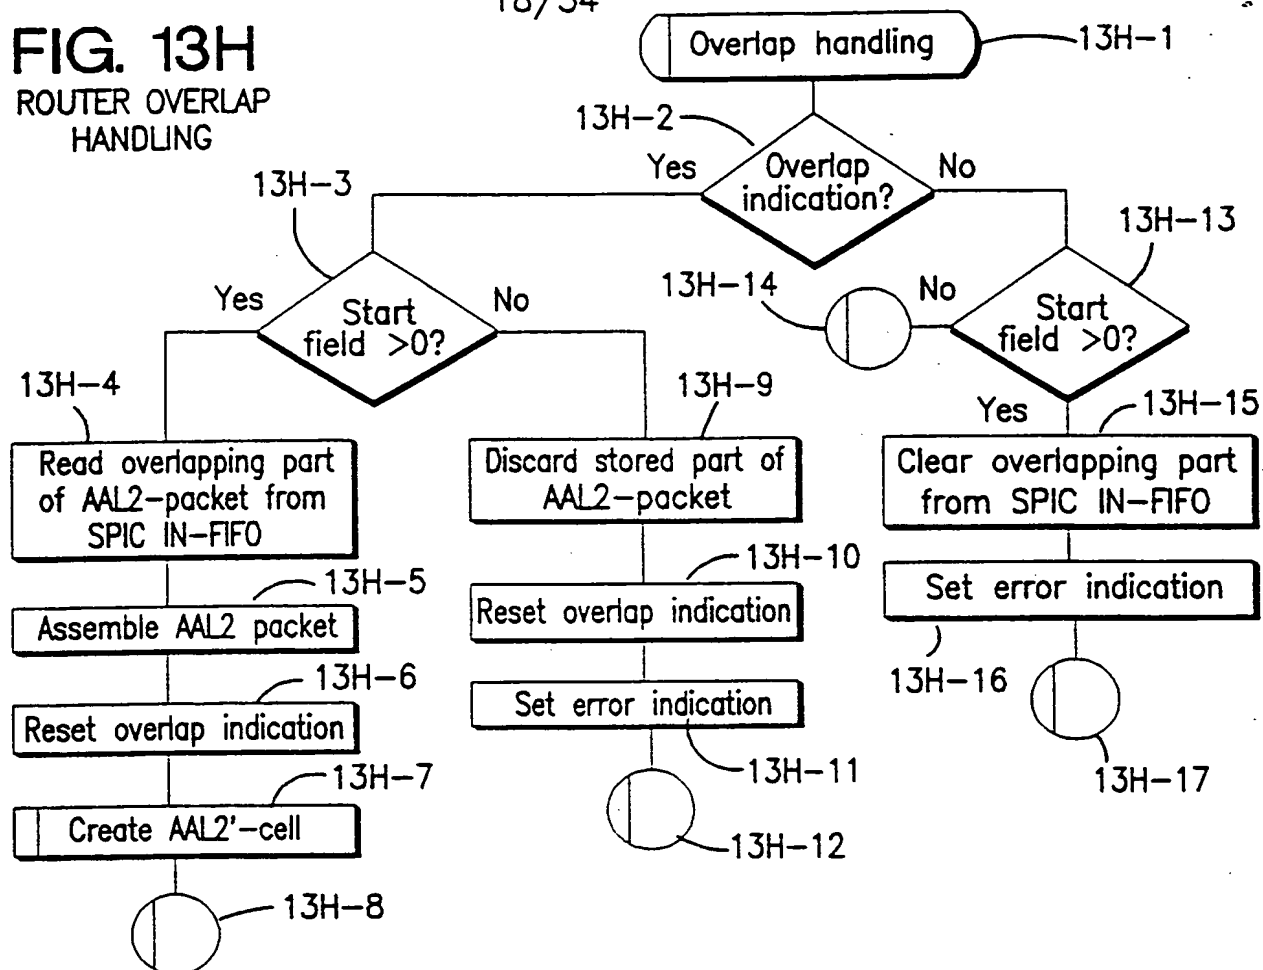 18/34
FIG. 13H
ROUTER OVERLAP
HANDLING
Overlap handling
13H-1
13H-2
Overlap
indication?
Yes
No
13H-3
Start
field >0?
Yes
No
13H-13
Start
field >0?
No
Yes
13H-14
13H-4
Read overlapping part
of AAL2-packet from
SPIC IN-FIFO
13H-5
Assemble AAL2 packet
13H-6
Reset overlap indication
13H-7
Create AAL2'-cell
13H-8
13H-9
Discard stored part of
AAL2-packet
13H-10
Reset overlap indication
Set error indication
13H-11
13H-12
13H-15
Clear overlapping part
from SPIC IN-FIFO
Set error indication
13H-16
13H-17